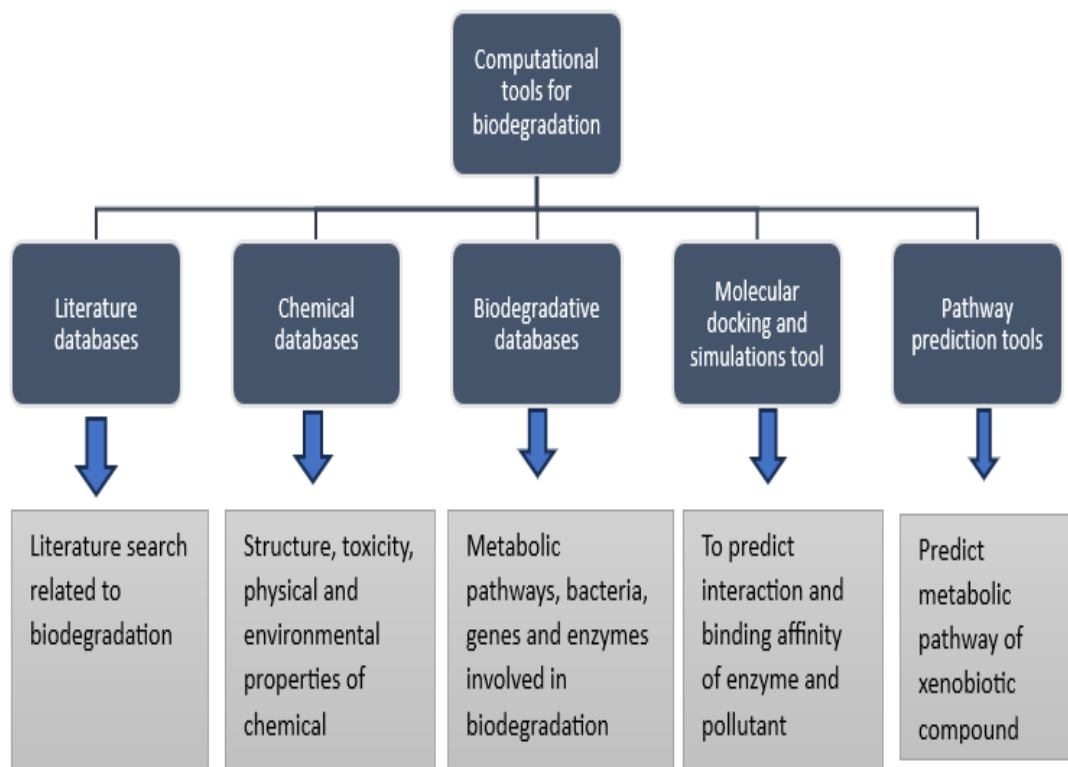 Computational
tools for
biodegradation
Literature
databases
Chemical
databases
Biodegradative
databases
Molecular
docking and
simulations tool
Pathway
prediction tools
Literature search
related to
biodegradation
Structure, toxicity,
physical and
environmental
properties of
chemical
Metabolic
pathways, bacteria,
genes and enzymes
involved in
biodegradation
To predict
interaction and
binding affinity
of enzyme and
pollutant
Predict
metabolic
pathway of
xenobiotic
compound